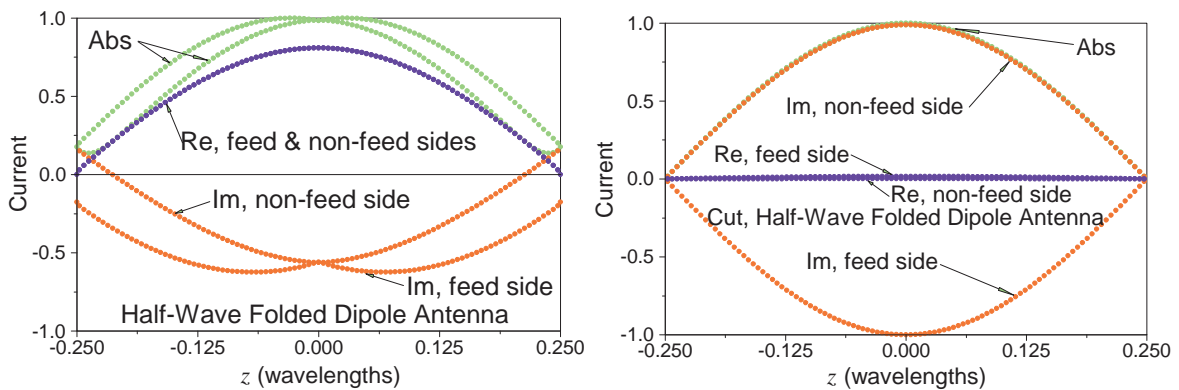 1.0
Abs
0.5
Re, feed & non-feed sides
Current
0.0
Im, non-feed side
-0.5
Im, feed side
Half-Wave Folded Dipole Antenna
-1.0
-0.250 -0.125 0.000 0.125 0.250
z (wavelengths)
1.0
Abs
Im, non-feed side
0.5
Re, feed side
Current
0.0
Re, non-feed side
Cut, Half-Wave Folded Dipole Antenna
-0.5
Im, feed side
-1.0
-0.250 -0.125 0.000 0.125 0.250
z (wavelengths)